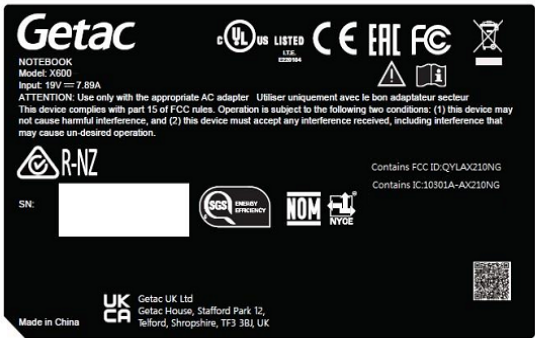 Getac
NOTEBOOK
Model: X600
Input: 19V ⎓ 7.89A
c UL US LISTED
I.T.E.
E220104
CE EAC FC
ATTENTION: Use only with the appropriate AC adapter Utiliser uniquement avec le bon adaptateur secteur
This device complies with part 15 of FCC rules. Operation is subject to the following two conditions: (1) this device may
not cause harmful interference, and (2) this device must accept any interference received, including interference that
may cause un-desired operation.
R-NZ
Contains FCC ID:QYLAX210NG
Contains IC:10301A-AX210NG
SN:
SGS ENERGY
EFFICIENCY
NOM
NYCE
UK
CA
Getac UK Ltd
Getac House, Stafford Park 12,
Telford, Shropshire, TF3 3BJ, UK
Made in China